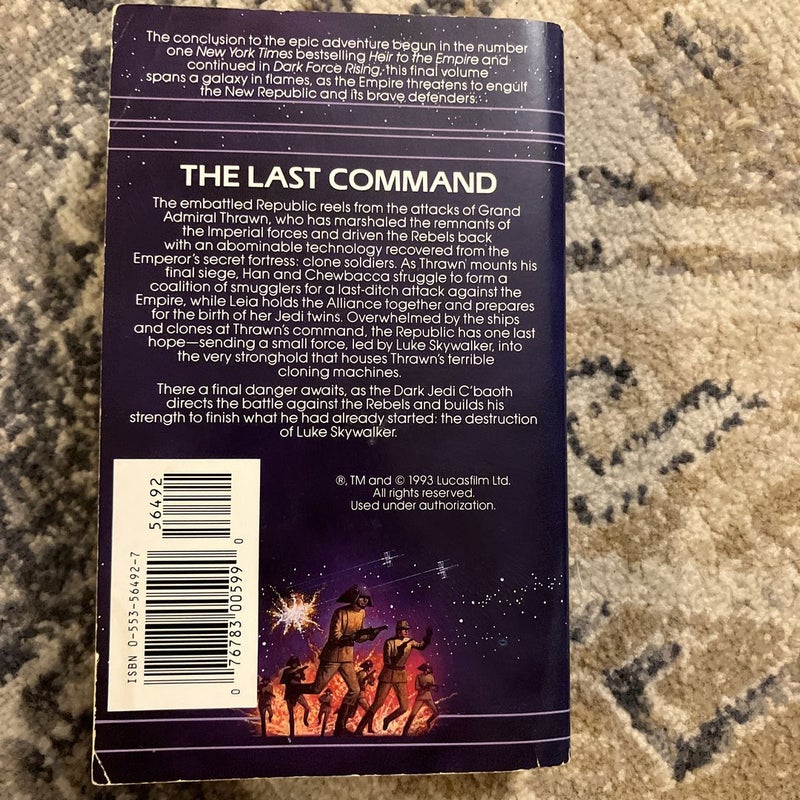 The conclusion to the epic adventure begun in the number
one New York Times bestselling Heir to the Empire and
continued in Dark Force Rising, this final volume
spans a galaxy in flames, as the Empire threatens to engulf
the New Republic and its brave defenders.
THE LAST COMMAND
The embattled Republic reels from the attacks of Grand
Admiral Thrawn, who has marshaled the remnants of
the Imperial forces and driven the Rebels back
with an abominable technology recovered from the
Emperor's secret fortress: clone soldiers. As Thrawn mounts his
final siege, Han and Chewbacca struggle to form a
coalition of smugglers for a last-ditch attack against the
Empire, while Leia holds the Alliance together and prepares
for the birth of her Jedi twins. Overwhelmed by the ships
and clones at Thrawn's command, the Republic has one last
hope—sending a small force, led by Luke Skywalker, into
the very stronghold that houses Thrawn's terrible
cloning machines.
There a final danger awaits, as the Dark Jedi C'baoth
directs the battle against the Rebels and builds his
strength to finish what he had already started: the destruction
of Luke Skywalker.
®, TM and © 1993 Lucasfilm Ltd.
All rights reserved.
Used under authorization.
56492
ISBN 0-553-56492-7
0 76783 00599 0